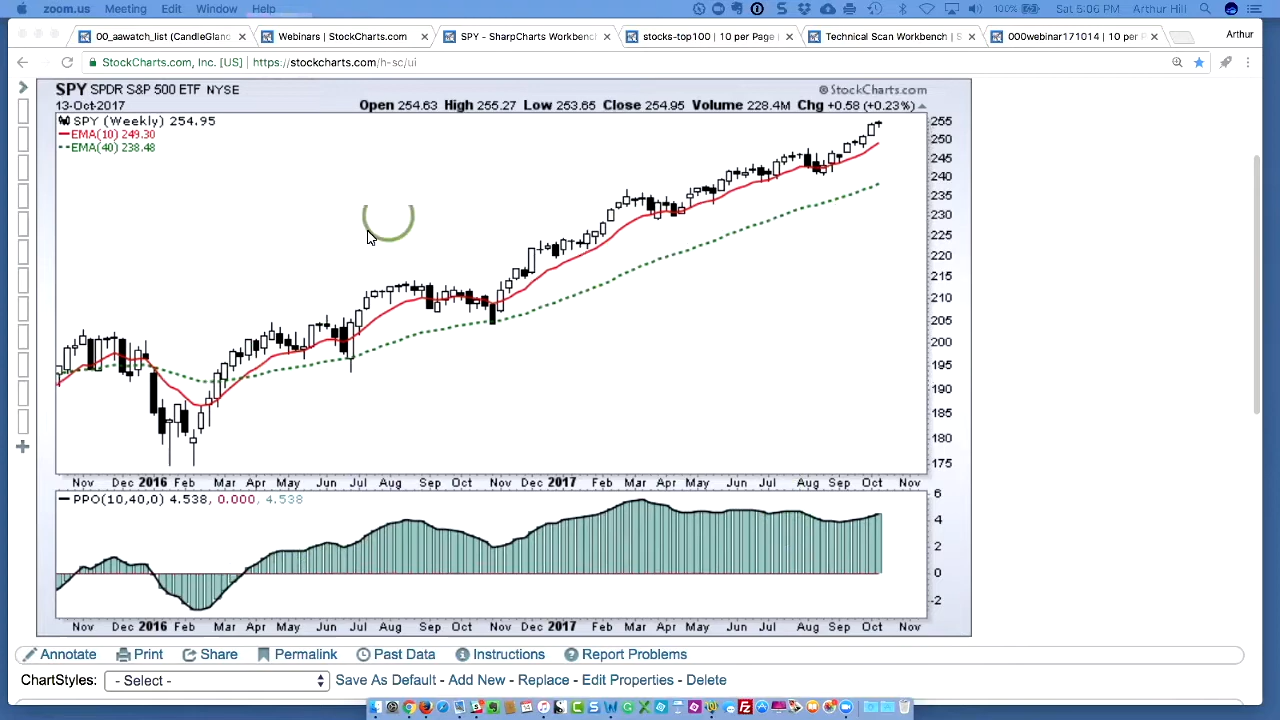 zoom.us Meeting Edit Window Help 100% Sat 5:06 PM Arthur Hill
00_aawatch_list (CandleGlanc Webinars | StockCharts.com SPY - SharpCharts Workbench stocks-top100 | 10 per Page | Technical Scan Workbench | S 000webinar171014 | 10 per P Arthur
StockCharts.com, Inc. [US] | https://stockcharts.com/h-sc/ui
SPY SPDR S&P 500 ETF NYSE © StockCharts.com
13-Oct-2017 Open 254.63 High 255.27 Low 253.65 Close 254.95 Volume 228.4M Chg +0.58 (+0.23%)
SPY (Weekly) 254.95
EMA(10) 249.30
EMA(40) 238.48
255
250
245
240
235
230
225
220
215
210
205
200
195
190
185
180
175
Nov Dec 2016 Feb Mar Apr May Jun Jul Aug Sep Oct Nov Dec 2017 Feb Mar Apr May Jun Jul Aug Sep Oct Nov
PPO(10,40,0) 4.538, 0.000, 4.538
6
4
2
0
-2
Nov Dec 2016 Feb Mar Apr May Jun Jul Aug Sep Oct Nov Dec 2017 Feb Mar Apr May Jun Jul Aug Sep Oct Nov
Annotate Print Share Permalink Past Data Instructions Report Problems
ChartStyles: - Select - Save As Default - Add New - Replace - Edit Properties - Delete